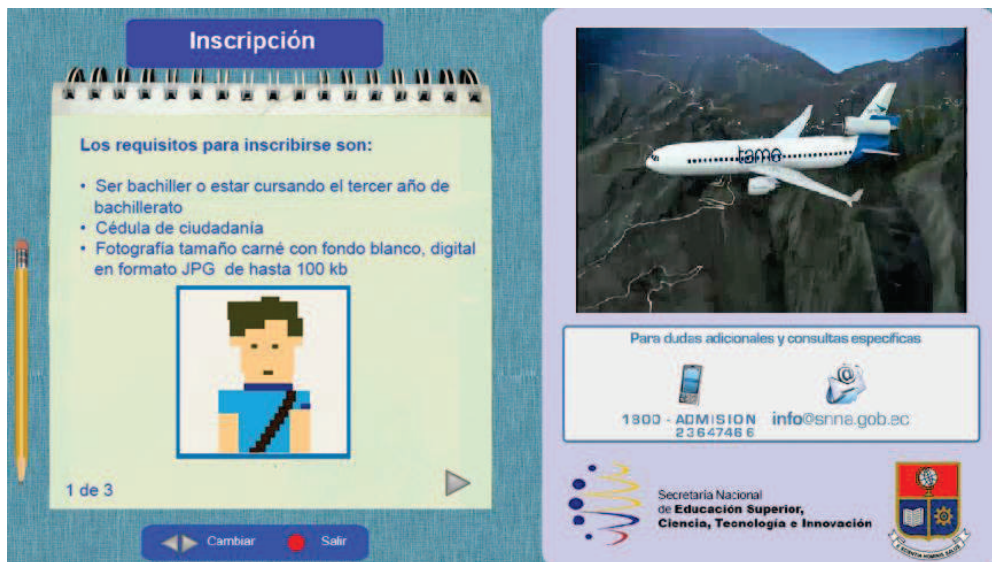 Inscripción
Los requisitos para inscribirse son:
• Ser bachiller o estar cursando el tercer año de
bachillerato
• Cédula de ciudadanía
• Fotografía tamaño carné con fondo blanco, digital
en formato JPG de hasta 100 kb
1 de 3
Cambiar
Salir
tame
Para dudas adicionales y consultas específicas
1800 - ADMISION
23647466
info@snna.gob.ec
Secretaría Nacional
de Educación Superior,
Ciencia, Tecnología e Innovación
E SCIENTIA HOMINIS SALUS